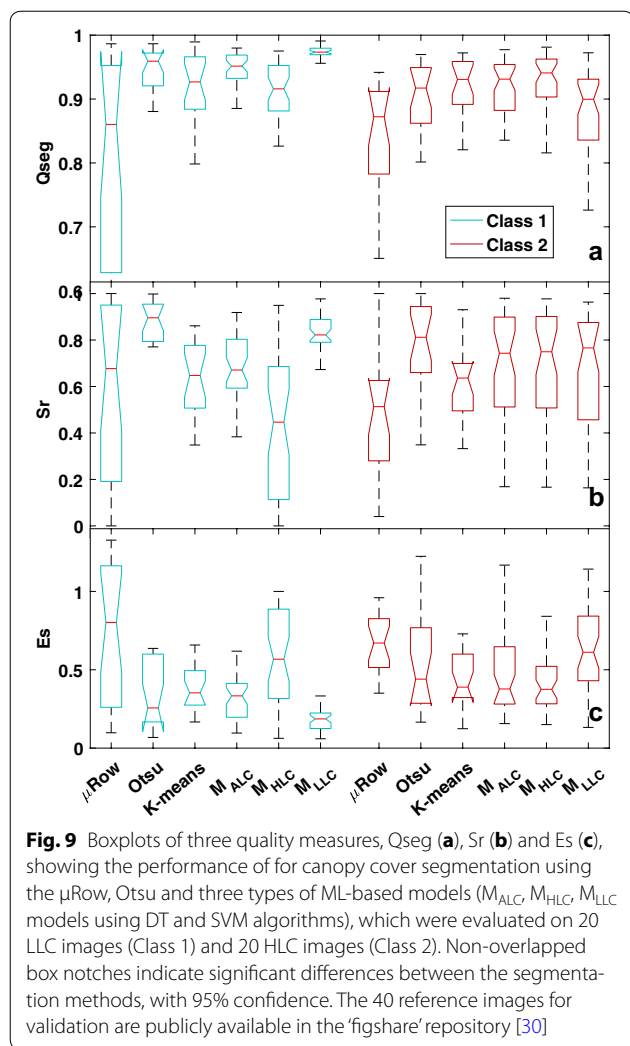 1
0.9
0.8
0.7
Qseg
Class 1
Class 2
a
0.6
0.8
0.6
0.4
0.2
0
Sr
b
1
0.5
0
Es
c
μRow
Otsu
K-means
M ALC
M HLC
M LLC
μRow
Otsu
K-means
M ALC
M HLC
M LLC
Fig. 9 Boxplots of three quality measures, Qseg (a), Sr (b) and Es (c),
showing the performance of for canopy cover segmentation using
the μRow, Otsu and three types of ML-based models (MALC, MHLC, MLLC
models using DT and SVM algorithms), which were evaluated on 20
LLC images (Class 1) and 20 HLC images (Class 2). Non-overlapped
box notches indicate significant differences between the segmenta-
tion methods, with 95% confidence. The 40 reference images for
validation are publicly available in the ‘figshare’ repository [30]